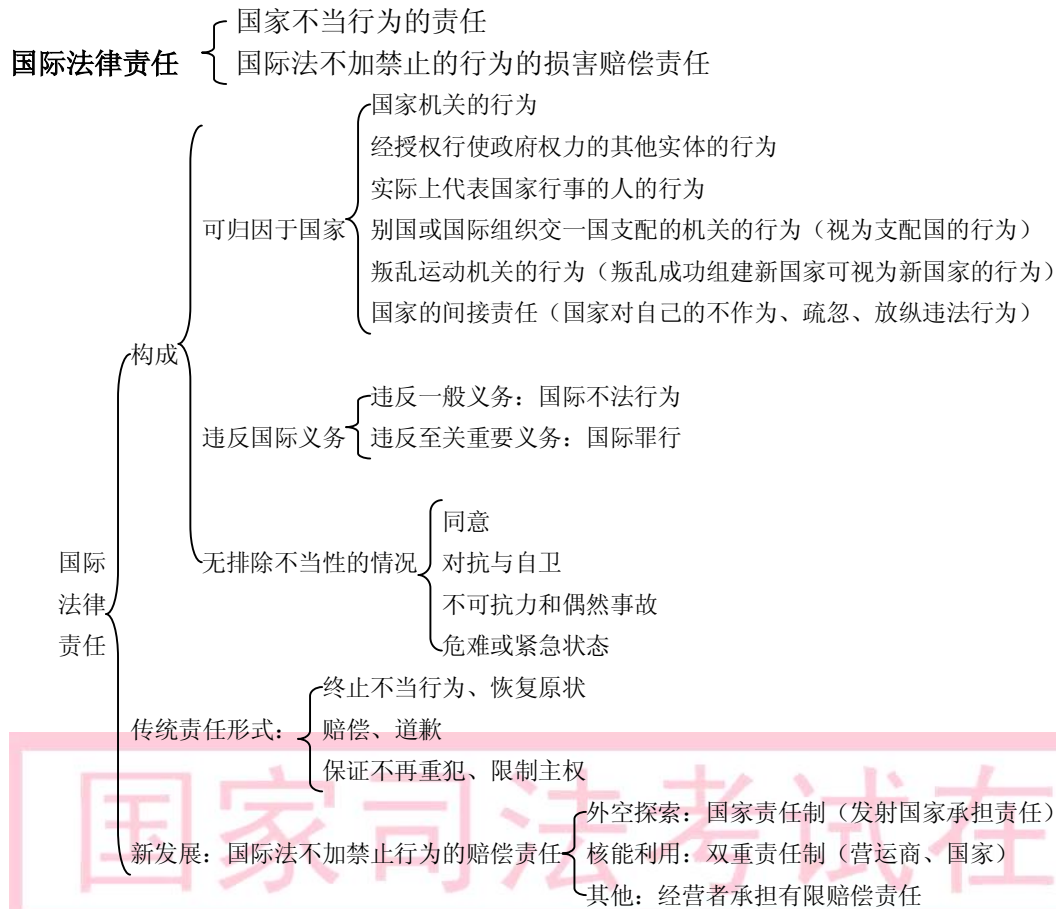 国家不当行为的责任
国际法律责任
国际法不加禁止的行为的损害赔偿责任
国家机关的行为
经授权行使政府权力的其他实体的行为
实际上代表国家行事的人的行为
可归因于国家
别国或国际组织交一国支配的机关的行为（视为支配国的行为）
叛乱运动机关的行为（叛乱成功组建新国家可视为新国家的行为）
国家的间接责任（国家对自己的不作为、疏忽、放纵违法行为）
构成
违反一般义务：国际不法行为
违反国际义务
违反至关重要义务：国际罪行
同意
国际
法律
责任
无排除不当性的情况
对抗与自卫
不可抗力和偶然事故
危难或紧急状态
终止不当行为、恢复原状
传统责任形式：
赔偿、道歉
保证不再重犯、限制主权
外空探索：国家责任制（发射国家承担责任）
新发展：国际法不加禁止行为的赔偿责任
核能利用：双重责任制（营运商、国家）
其他：经营者承担有限赔偿责任
国家司法考试在